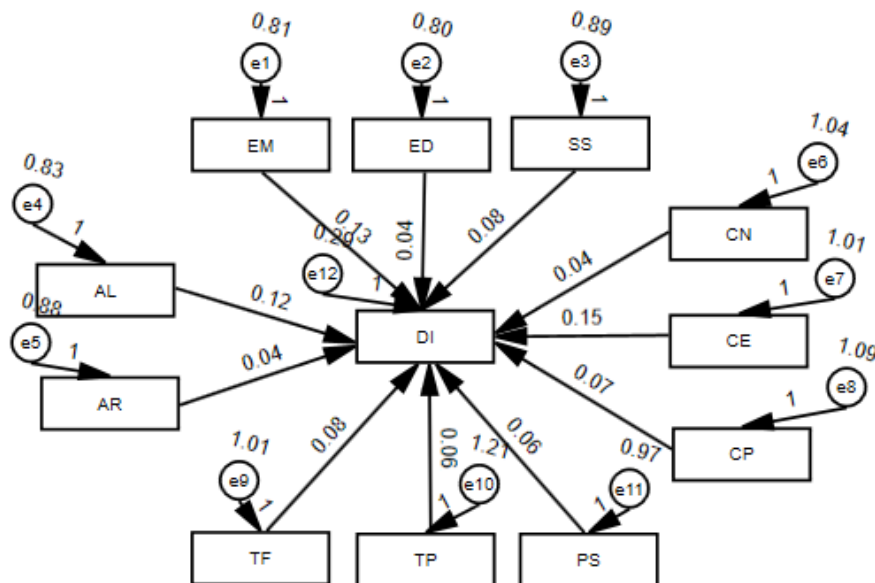 0.81
0.80
0.89
e1
e2
e3
1
1
1
EM
ED
SS
1.04
e6
1
CN
0.83
e4
1
AL
0.13
0.29
e12
1
0.04
0.08
0.04
1.01
e7
1
CE
0.12
DI
0.15
0.88
e5
1
AR
0.04
0.07
1.09
e8
1
CP
0.08
0.06
0.06
1.01
e9
1
TF
1.21
e10
1
TP
0.97
e11
1
PS